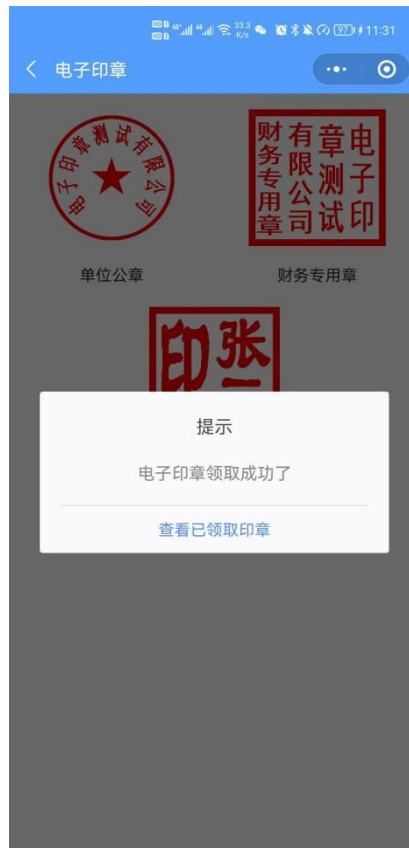 33.3 K/s 97 11:31
电子印章
电子印章测试有限公司
电子印
章测试
有限公司
财务专用章
单位公章
财务专用章
张一
印
提示
电子印章领取成功了
查看已领取印章